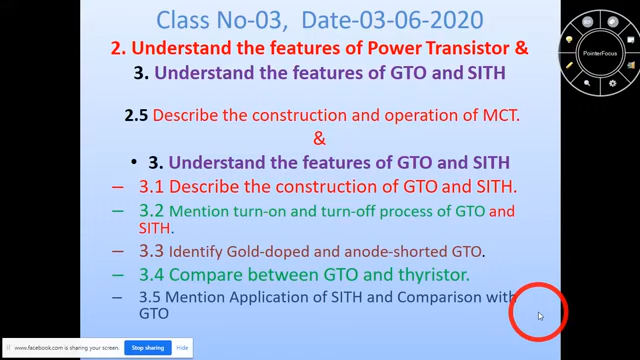 Class No-03, Date-03-06-2020
2. Understand the features of Power Transistor &
3. Understand the features of GTO and SITH
2.5 Describe the construction and operation of MCT.
&
• 3. Understand the features of GTO and SITH
– 3.1 Describe the construction of GTO and SITH.
– 3.2 Mention turn-on and turn-off process of GTO and
SITH.
– 3.3 Identify Gold-doped and anode-shorted GTO.
– 3.4 Compare between GTO and thyristor.
– 3.5 Mention Application of SITH and Comparison with
GTO
PointerFocus
www.facebook.com is sharing your screen. Stop sharing Hide